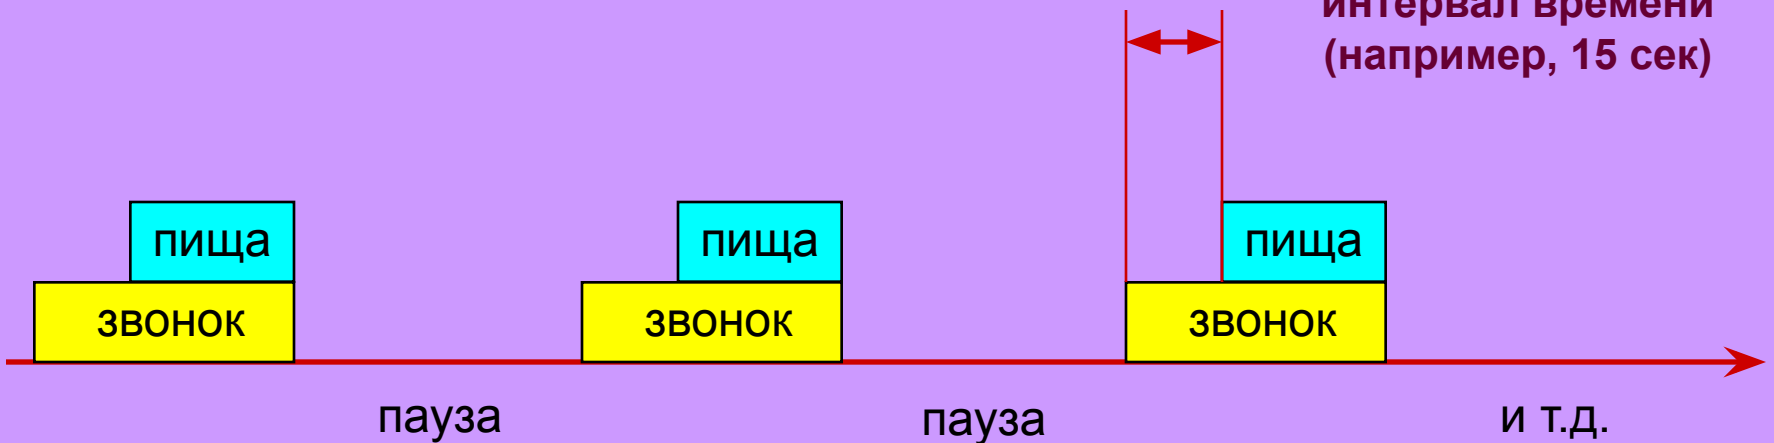 интервал времени
(например, 15 сек)
пища пища пища
звонок звонок звонок
пауза пауза и т.д.